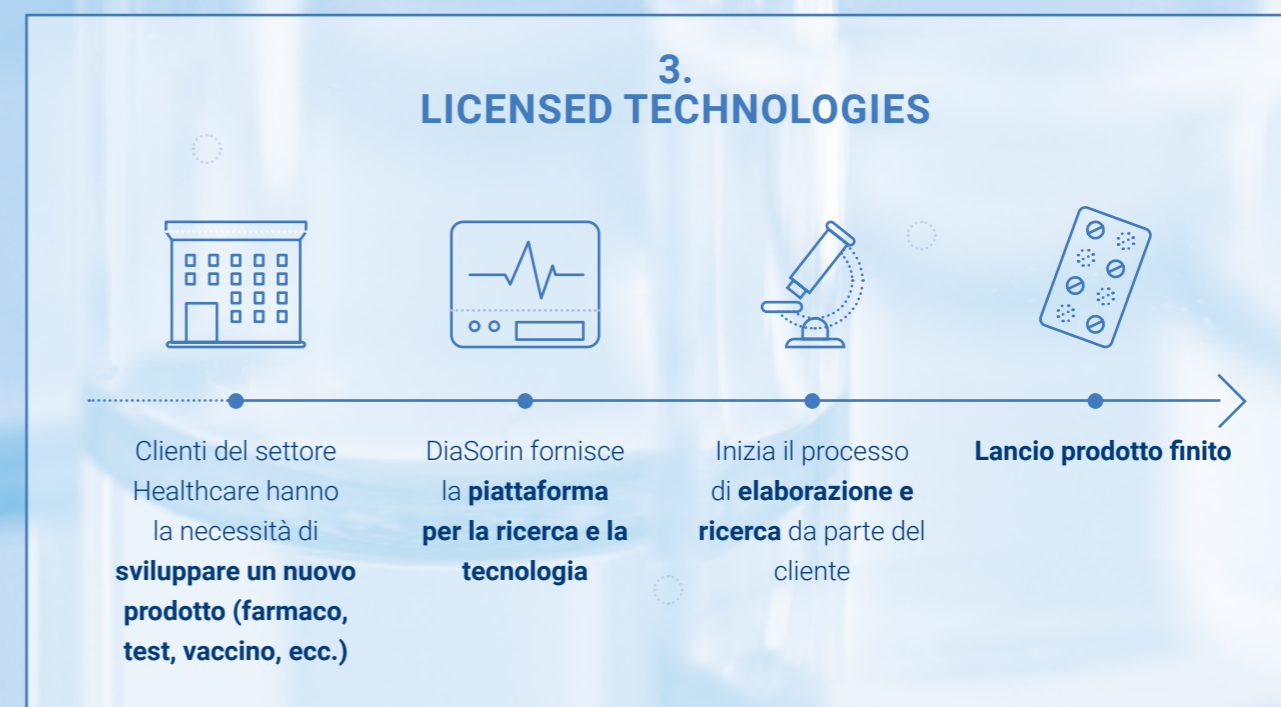 3.
LICENSED TECHNOLOGIES
Clienti del settore
Healthcare hanno
la necessità di
sviluppare un nuovo
prodotto (farmaco,
test, vaccino, ecc.)
DiaSorin fornisce
la piattaforma
per la ricerca e la
tecnologia
Inizia il processo
di elaborazione e
ricerca da parte del
cliente
Lancio prodotto finito